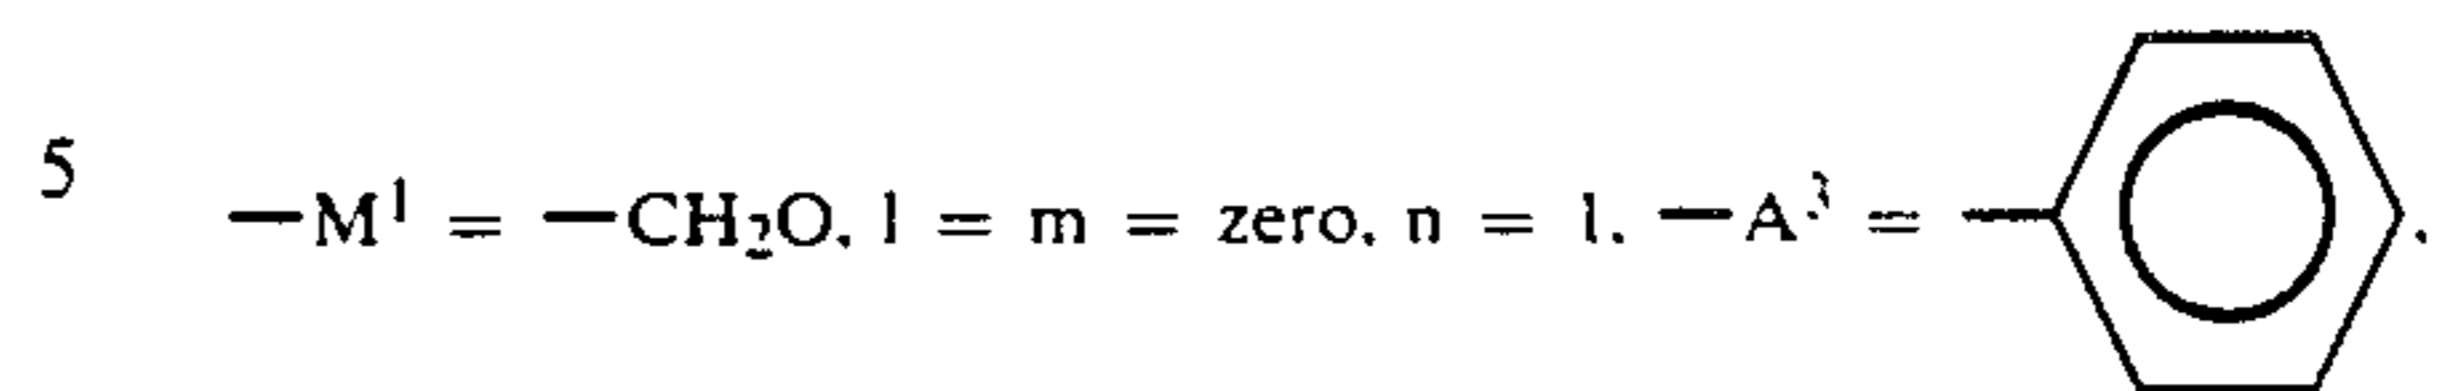 5 —M¹ = —CH₂O, l = m = zero, n = 1, —A³ = .